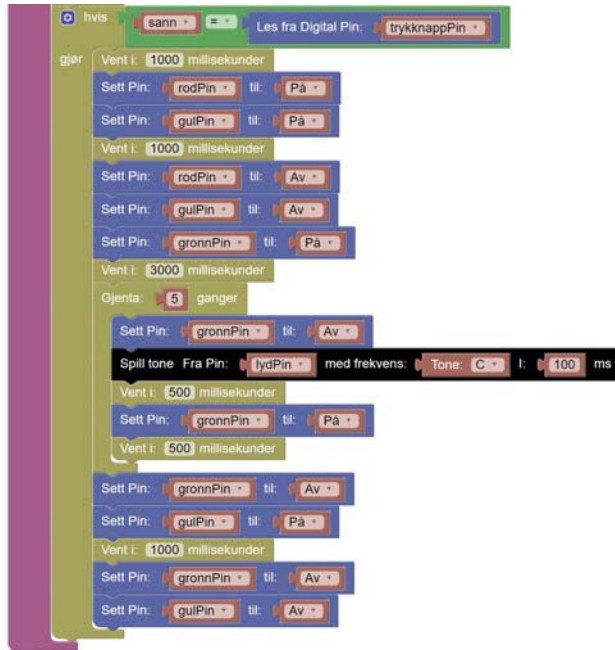 hvis sann = Les fra Digital Pin: trykknappPin
gjør Vent i: 1000 millisekunder
Sett Pin: rodPin til: På
Sett Pin: gulPin til: På
Vent i: 1000 millisekunder
Sett Pin: rodPin til: Av
Sett Pin: gulPin til: Av
Sett Pin: gronnPin til: På
Vent i: 3000 millisekunder
Gjenta: 5 ganger
Sett Pin: gronnPin til: Av
Spill tone Fra Pin: lydPin med frekvens: Tone: C I: 100 ms
Vent i: 500 millisekunder
Sett Pin: gronnPin til: På
Vent i: 500 millisekunder
Sett Pin: gronnPin til: Av
Sett Pin: gulPin til: På
Vent i: 1000 millisekunder
Sett Pin: gronnPin til: Av
Sett Pin: gulPin til: Av